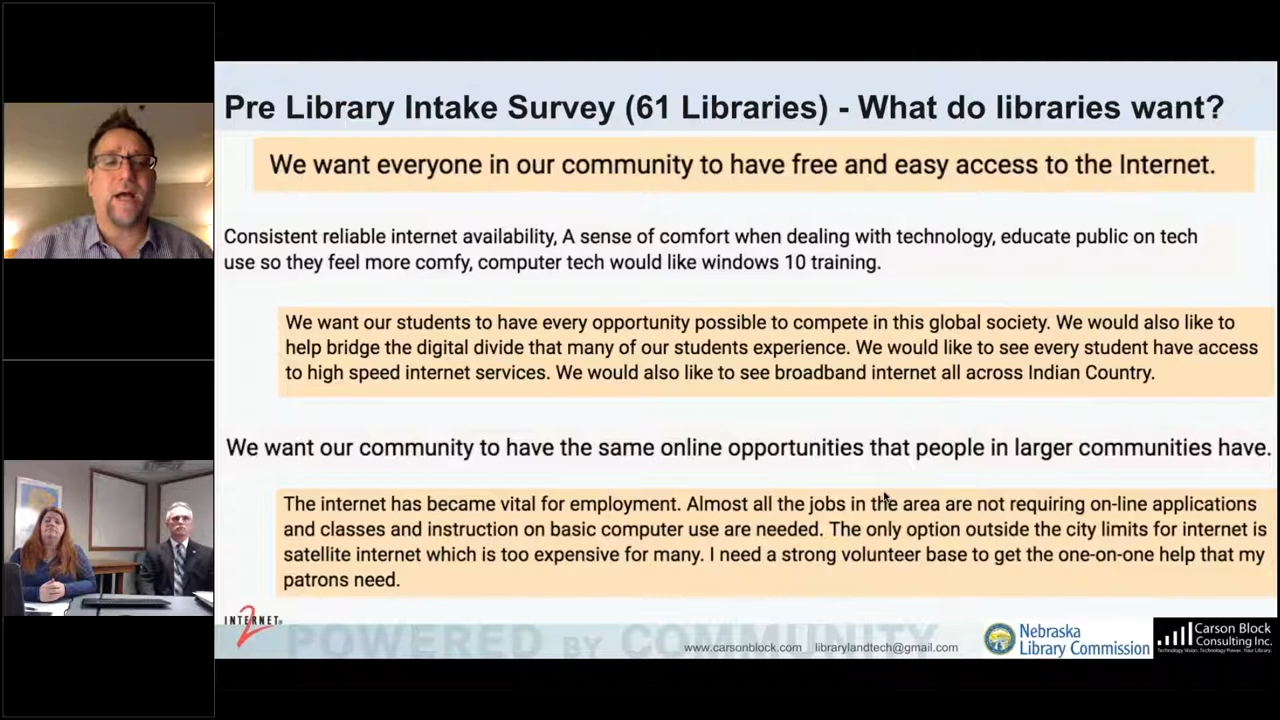 Pre Library Intake Survey (61 Libraries) - What do libraries want?
We want everyone in our community to have free and easy access to the Internet.
Consistent reliable internet availability, A sense of comfort when dealing with technology, educate public on tech
use so they feel more comfy, computer tech would like windows 10 training.
We want our students to have every opportunity possible to compete in this global society. We would also like to
help bridge the digital divide that many of our students experience. We would like to see every student have access
to high speed internet services. We would also like to see broadband internet all across Indian Country.
We want our community to have the same online opportunities that people in larger communities have.
The internet has became vital for employment. Almost all the jobs in the area are not requiring on-line applications
and classes and instruction on basic computer use are needed. The only option outside the city limits for internet is
satellite internet which is too expensive for many. I need a strong volunteer base to get the one-on-one help that my
patrons need.
INTERNET2
POWERED BY COMMUNITY
www.carsonblock.com librarylandtech@gmail.com
Nebraska
Library Commission
Carson Block
Consulting Inc.
Technology Vision. Technology Power. Your Library.